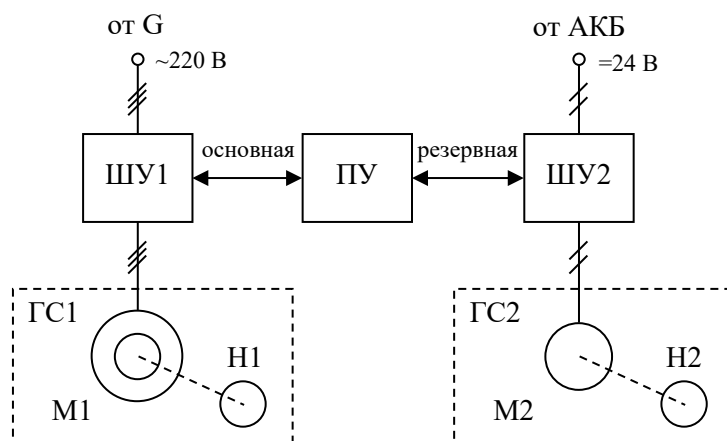 от G
от АКБ
~220 В
=24 В
основная
резервная
ШУ1
ПУ
ШУ2
ГС1
ГС2
Н1
Н2
М1
М2